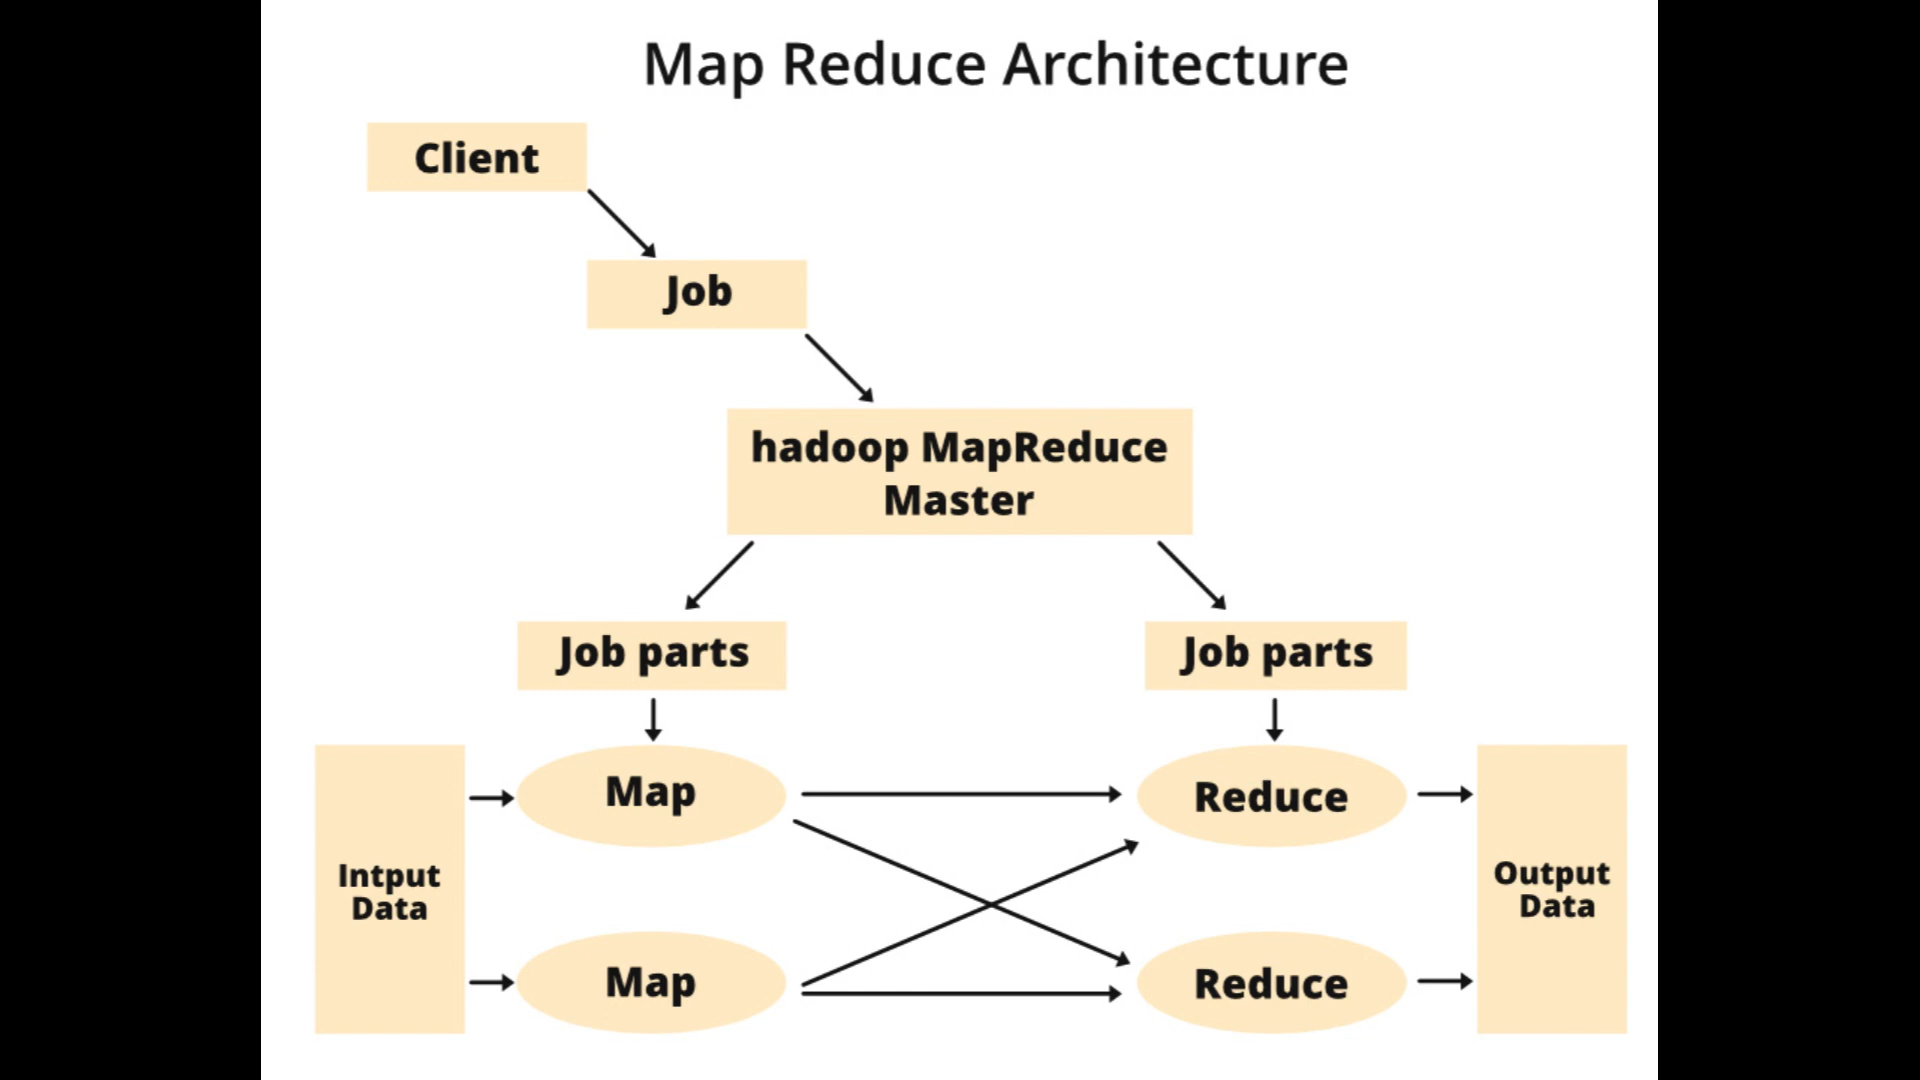 Map Reduce Architecture
Client
Job
hadoop MapReduce
Master
Job parts
Job parts
Map
Reduce
Intput
Data
Output
Data
Map
Reduce